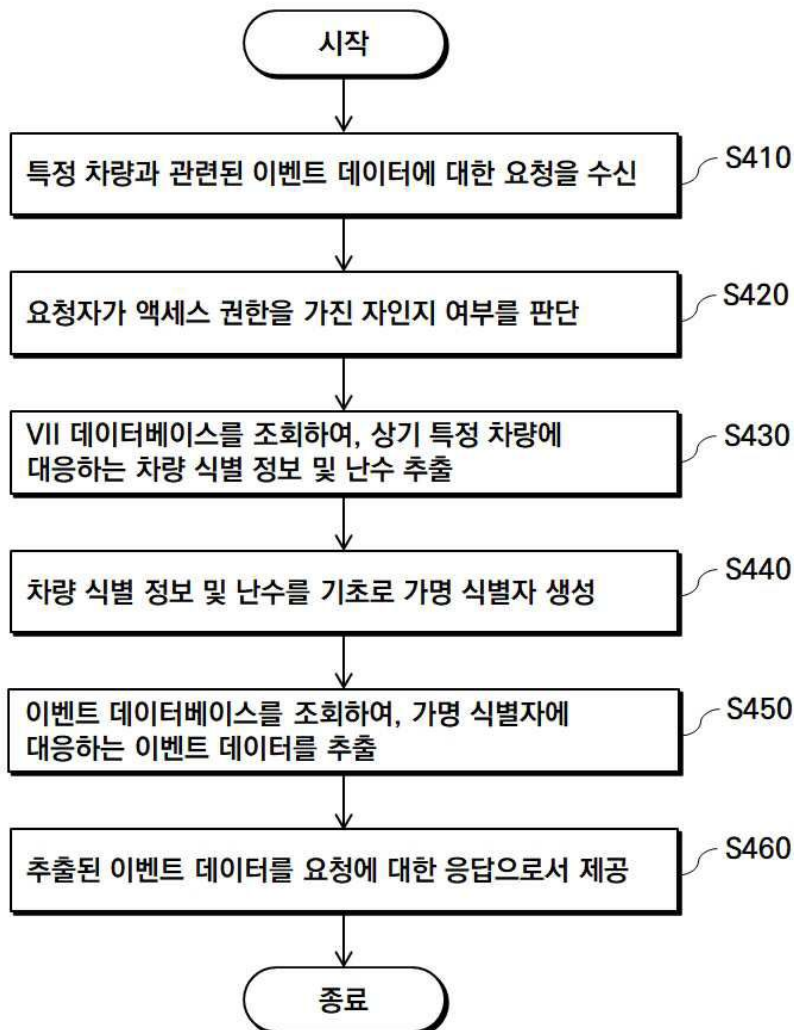 시작
특정 차량과 관련된 이벤트 데이터에 대한 요청을 수신
S410
요청자가 액세스 권한을 가진 자인지 여부를 판단
S420
VII 데이터베이스를 조회하여, 상기 특정 차량에
대응하는 차량 식별 정보 및 난수 추출
S430
차량 식별 정보 및 난수를 기초로 가명 식별자 생성
S440
이벤트 데이터베이스를 조회하여, 가명 식별자에
대응하는 이벤트 데이터를 추출
S450
추출된 이벤트 데이터를 요청에 대한 응답으로서 제공
S460
종료